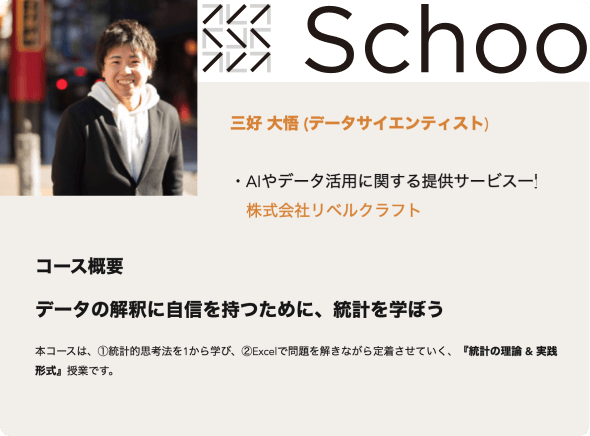 Schoo
三好 大悟 (データサイエンティスト)
・AIやデータ活用に関する提供サービス一
株式会社リベルクラフト
コース概要
データの解釈に自信を持つために、統計を学ぼう
本コースは、①統計的思考法を1から学び、②Excelで問題を解きながら定着させていく、『統計の理論 & 実践
形式』授業です。